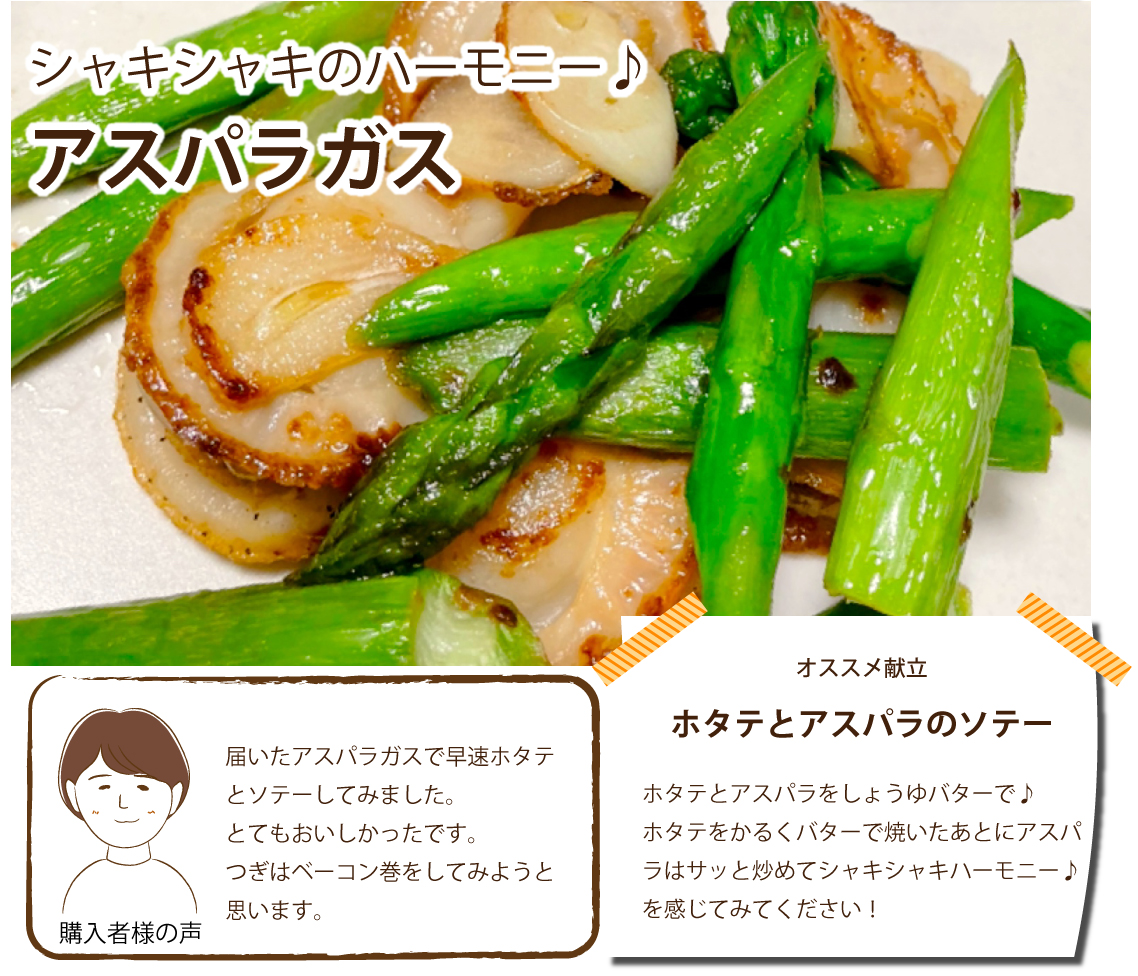 シャキシャキのハーモニー♪
アスパラガス
届いたアスパラガスで早速ホタテ
とソテーしてみました。
とてもおいしかったです。
つぎはベーコン巻をしてみようと
思います。
購入者様の声
オススメ献立
ホタテとアスパラのソテー
ホタテとアスパラをしょうゆバターで♪
ホタテをかるくバターで焼いたあとにアスパ
ラはサッと炒めてシャキシャキハーモニー♪
を感じてみてください！